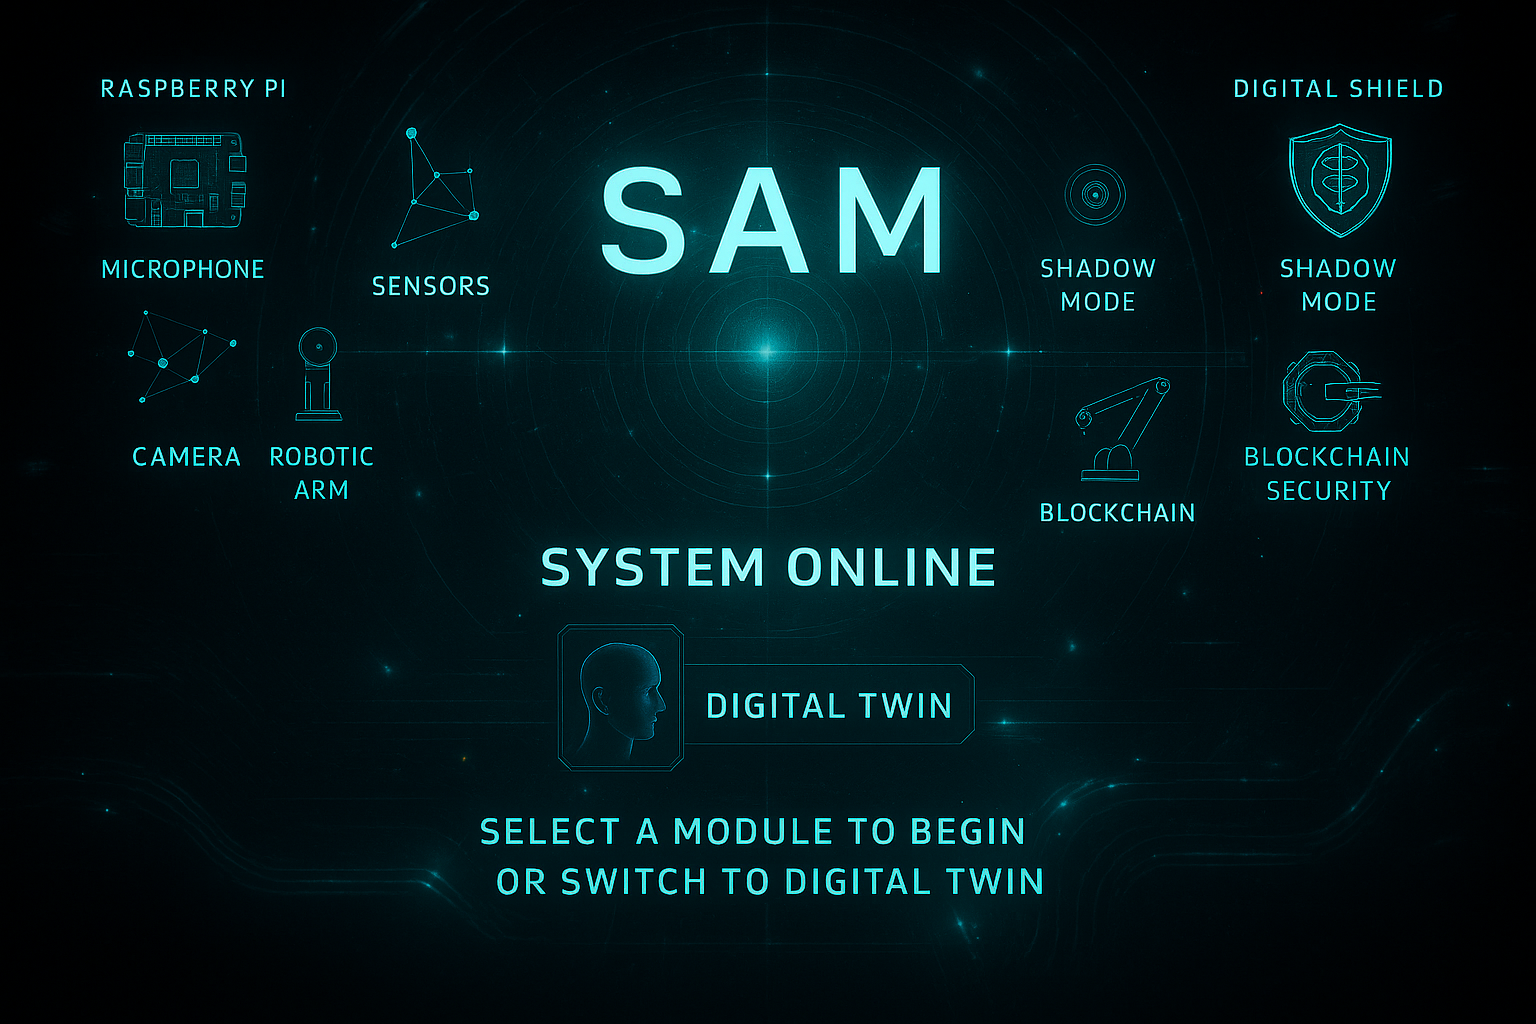 RASPBERRY PI
MICROPHONE
SENSORS
CAMERA
ROBOTIC
ARM
SAM
DIGITAL SHIELD
SHADOW
MODE
SHADOW
MODE
BLOCKCHAIN
BLOCKCHAIN
SECURITY
SYSTEM ONLINE
DIGITAL TWIN
SELECT A MODULE TO BEGIN
OR SWITCH TO DIGITAL TWIN